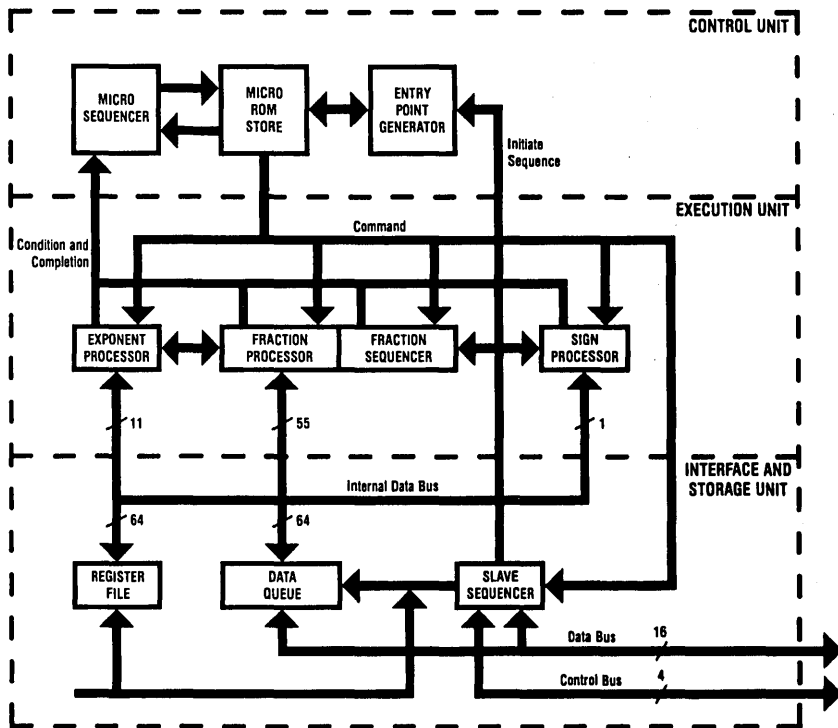 CONTROL UNIT
MICRO
SEQUENCER
MICRO
ROM
STORE
ENTRY
POINT
GENERATOR
Initiate
Sequence
EXECUTION UNIT
Command
Condition and
Completion
EXPONENT
PROCESSOR
FRACTION
PROCESSOR
FRACTION
SEQUENCER
SIGN
PROCESSOR
11
55
1
INTERFACE AND
STORAGE UNIT
Internal Data Bus
64
64
REGISTER
FILE
DATA
QUEUE
SLAVE
SEQUENCER
Data Bus
16
Control Bus
4